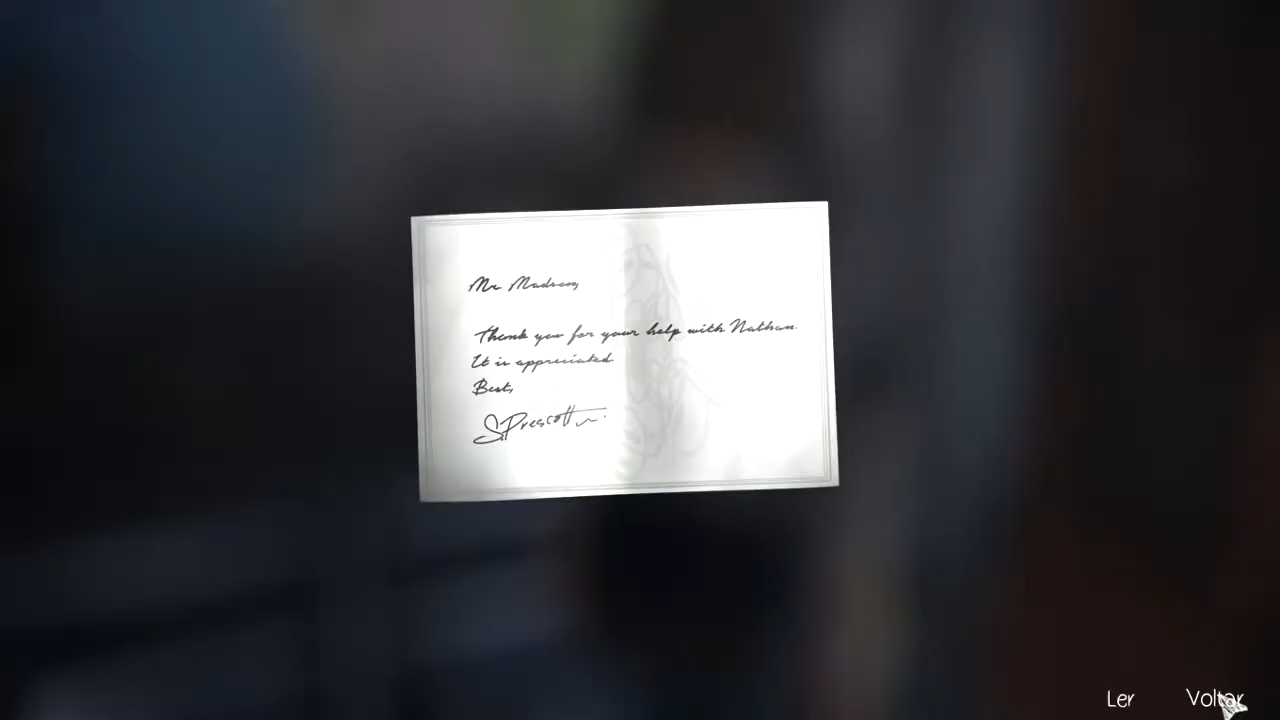 Mr. Madsen,
Thank you for your help with Nathan.
It is appreciated.
Best,
S. Prescott
Ler Voltar